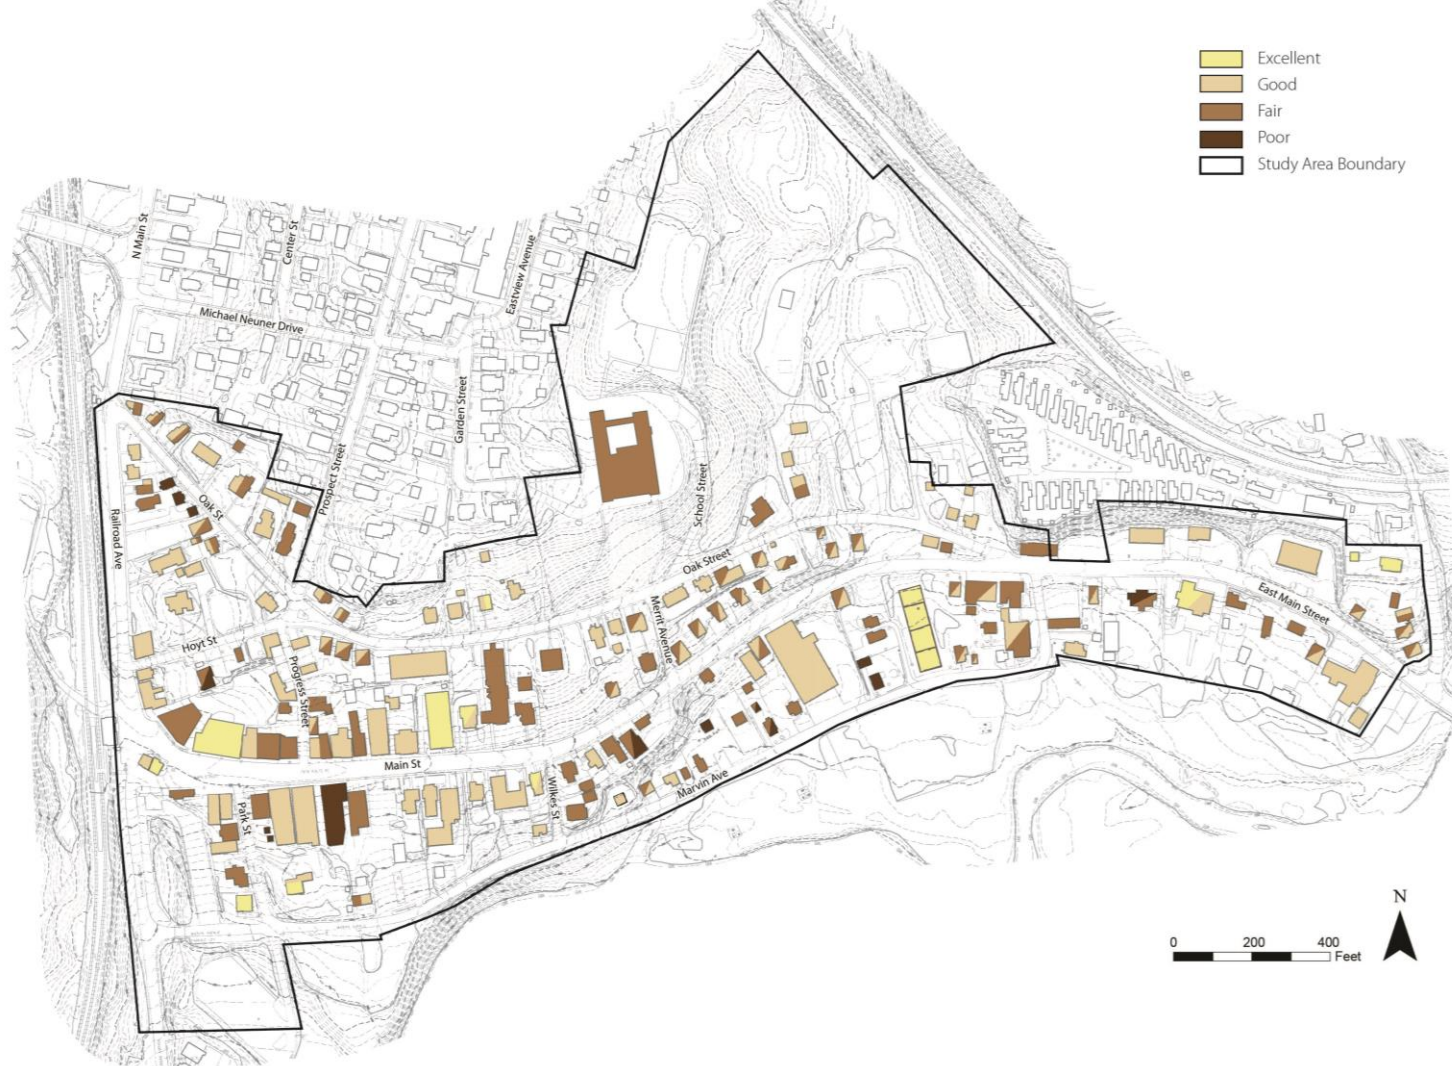 Excellent
Good
Fair
Poor
Study Area Boundary
N Main St
Center St
Eastview Avenue
Michael Neuner Drive
Garden Street
Prospect Street
Oak St
School Street
Railroad Ave
Oak Street
Merrit Avenue
East Main Street
Hoyt St
Progress Street
Main St
Wilkes St
Marvin Ave
Park St
N
0 200 400
Feet